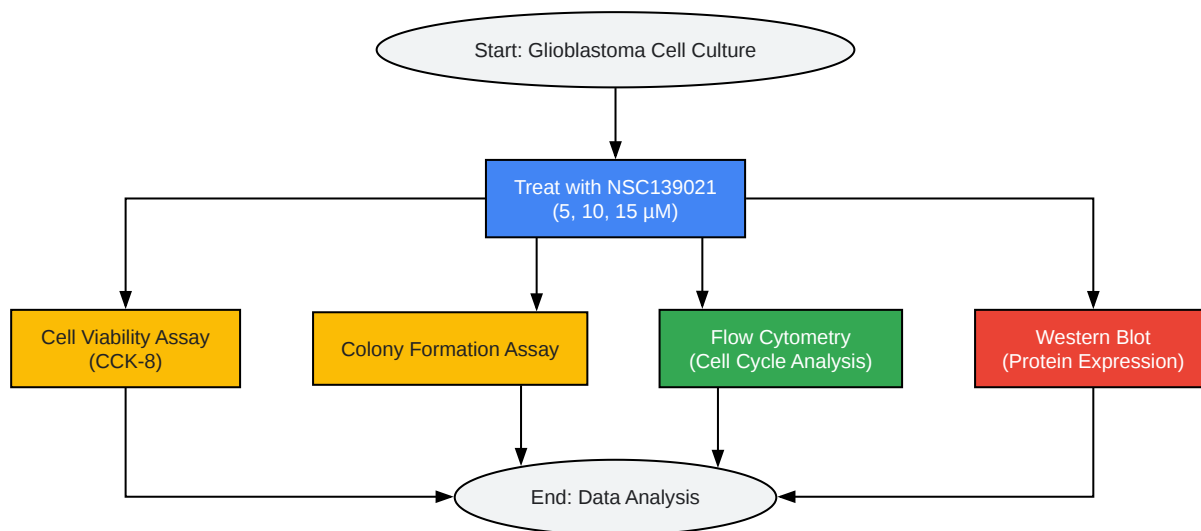 Start: Glioblastoma Cell Culture
Treat with NSC139021
(5, 10, 15 µM)
Cell Viability Assay
(CCK-8)
Colony Formation Assay
Flow Cytometry
(Cell Cycle Analysis)
Western Blot
(Protein Expression)
End: Data Analysis